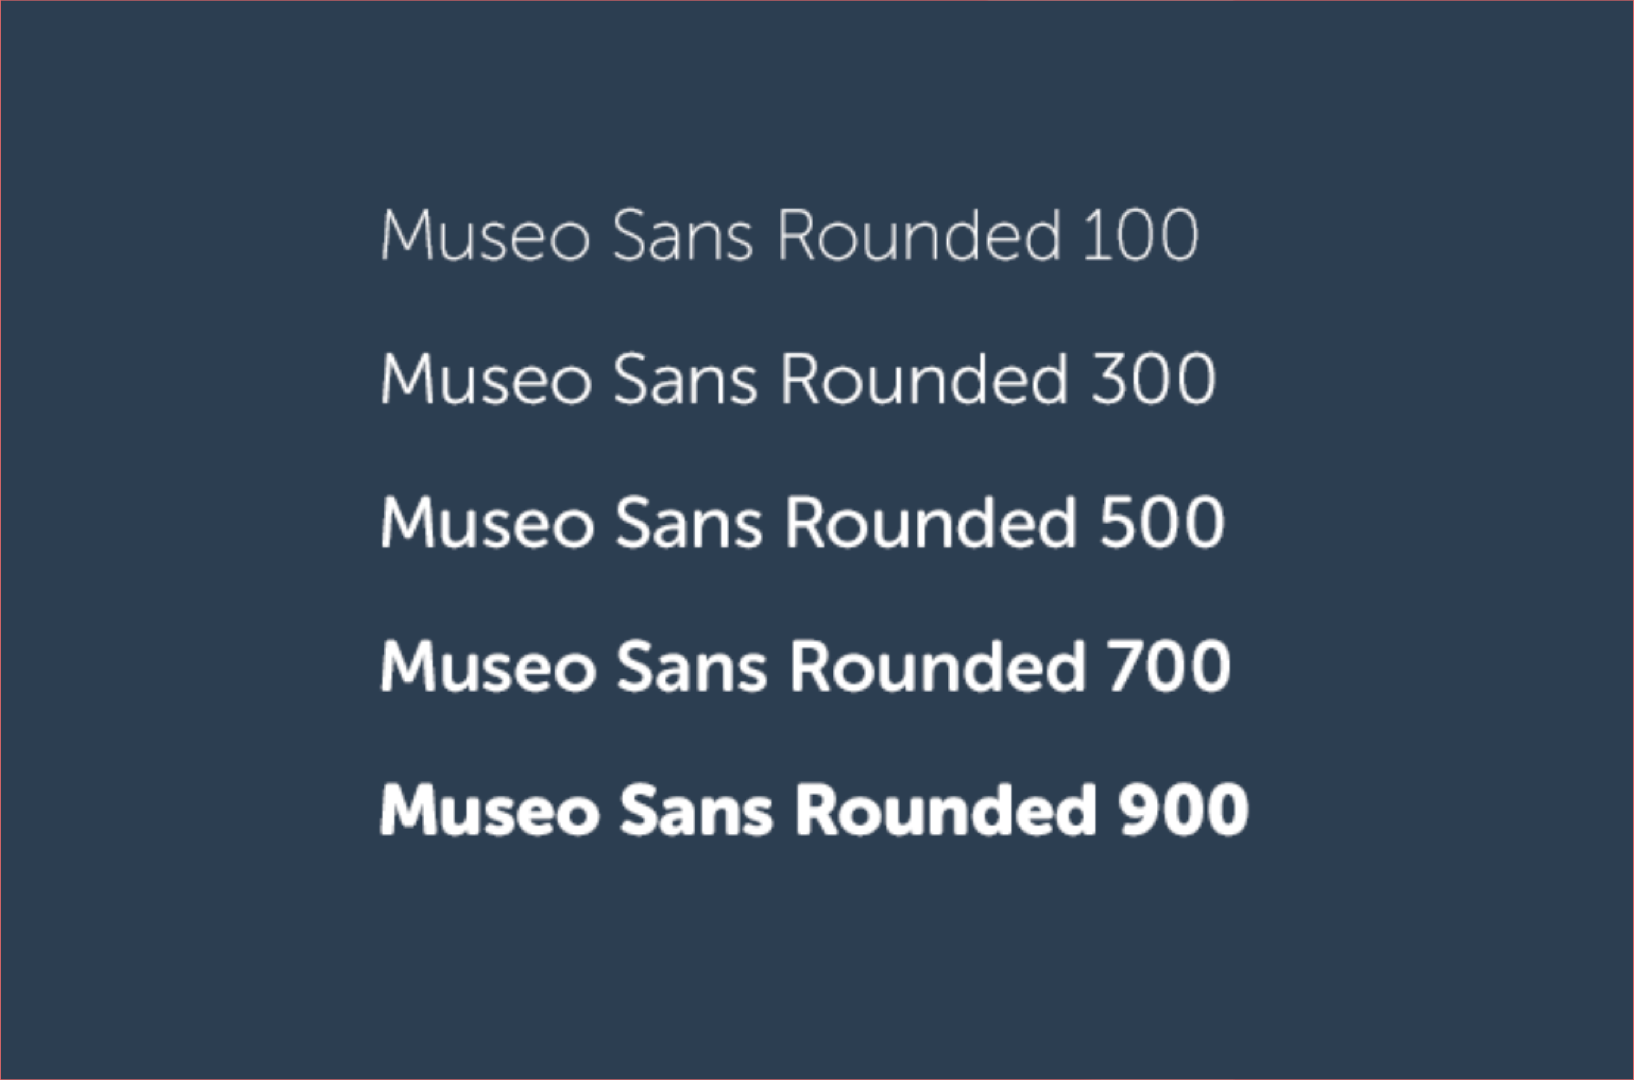 Museo Sans Rounded 100
Museo Sans Rounded 300
Museo Sans Rounded 500
Museo Sans Rounded 700
Museo Sans Rounded 900